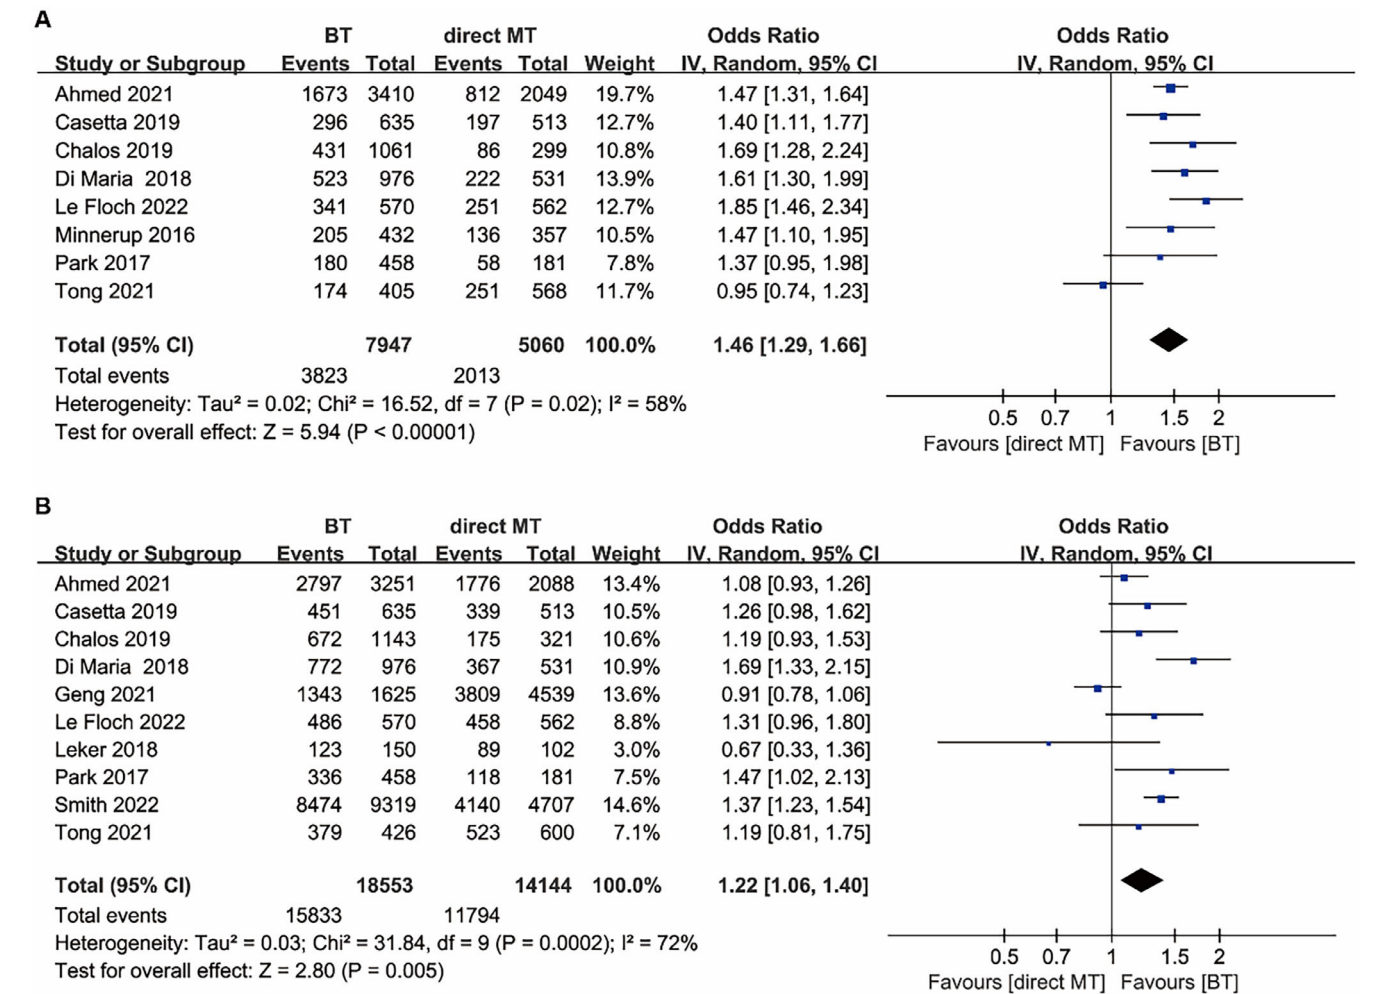 A
BT direct MT Odds Ratio Odds Ratio
Study or Subgroup Events Total Events Total Weight IV, Random, 95% CI IV, Random, 95% CI
Ahmed 2021 1673 3410 812 2049 19.7% 1.47 [1.31, 1.64]
Casetta 2019 296 635 197 513 12.7% 1.40 [1.11, 1.77]
Chalos 2019 431 1061 86 299 10.8% 1.69 [1.28, 2.24]
Di Maria 2018 523 976 222 531 13.9% 1.61 [1.30, 1.99]
Le Floch 2022 341 570 251 562 12.7% 1.85 [1.46, 2.34]
Minnerup 2016 205 432 136 357 10.5% 1.47 [1.10, 1.95]
Park 2017 180 458 58 181 7.8% 1.37 [0.95, 1.98]
Tong 2021 174 405 251 568 11.7% 0.95 [0.74, 1.23]
Total (95% CI) 7947 5060 100.0% 1.46 [1.29, 1.66]
Total events 3823 2013
Heterogeneity: Tau² = 0.02; Chi² = 16.52, df = 7 (P = 0.02); I² = 58%
Test for overall effect: Z = 5.94 (P < 0.00001)
0.5 0.7 1 1.5 2
Favours [direct MT] Favours [BT]
B
BT direct MT Odds Ratio Odds Ratio
Study or Subgroup Events Total Events Total Weight IV, Random, 95% CI IV, Random, 95% CI
Ahmed 2021 2797 3251 1776 2088 13.4% 1.08 [0.93, 1.26]
Casetta 2019 451 635 339 513 10.5% 1.26 [0.98, 1.62]
Chalos 2019 672 1143 175 321 10.6% 1.19 [0.93, 1.53]
Di Maria 2018 772 976 367 531 10.9% 1.69 [1.33, 2.15]
Geng 2021 1343 1625 3809 4539 13.6% 0.91 [0.78, 1.06]
Le Floch 2022 486 570 458 562 8.8% 1.31 [0.96, 1.80]
Leker 2018 123 150 89 102 3.0% 0.67 [0.33, 1.36]
Park 2017 336 458 118 181 7.5% 1.47 [1.02, 2.13]
Smith 2022 8474 9319 4140 4707 14.6% 1.37 [1.23, 1.54]
Tong 2021 379 426 523 600 7.1% 1.19 [0.81, 1.75]
Total (95% CI) 18553 14144 100.0% 1.22 [1.06, 1.40]
Total events 15833 11794
Heterogeneity: Tau² = 0.03; Chi² = 31.84, df = 9 (P = 0.0002); I² = 72%
Test for overall effect: Z = 2.80 (P = 0.005)
0.5 0.7 1 1.5 2
Favours [direct MT] Favours [BT]